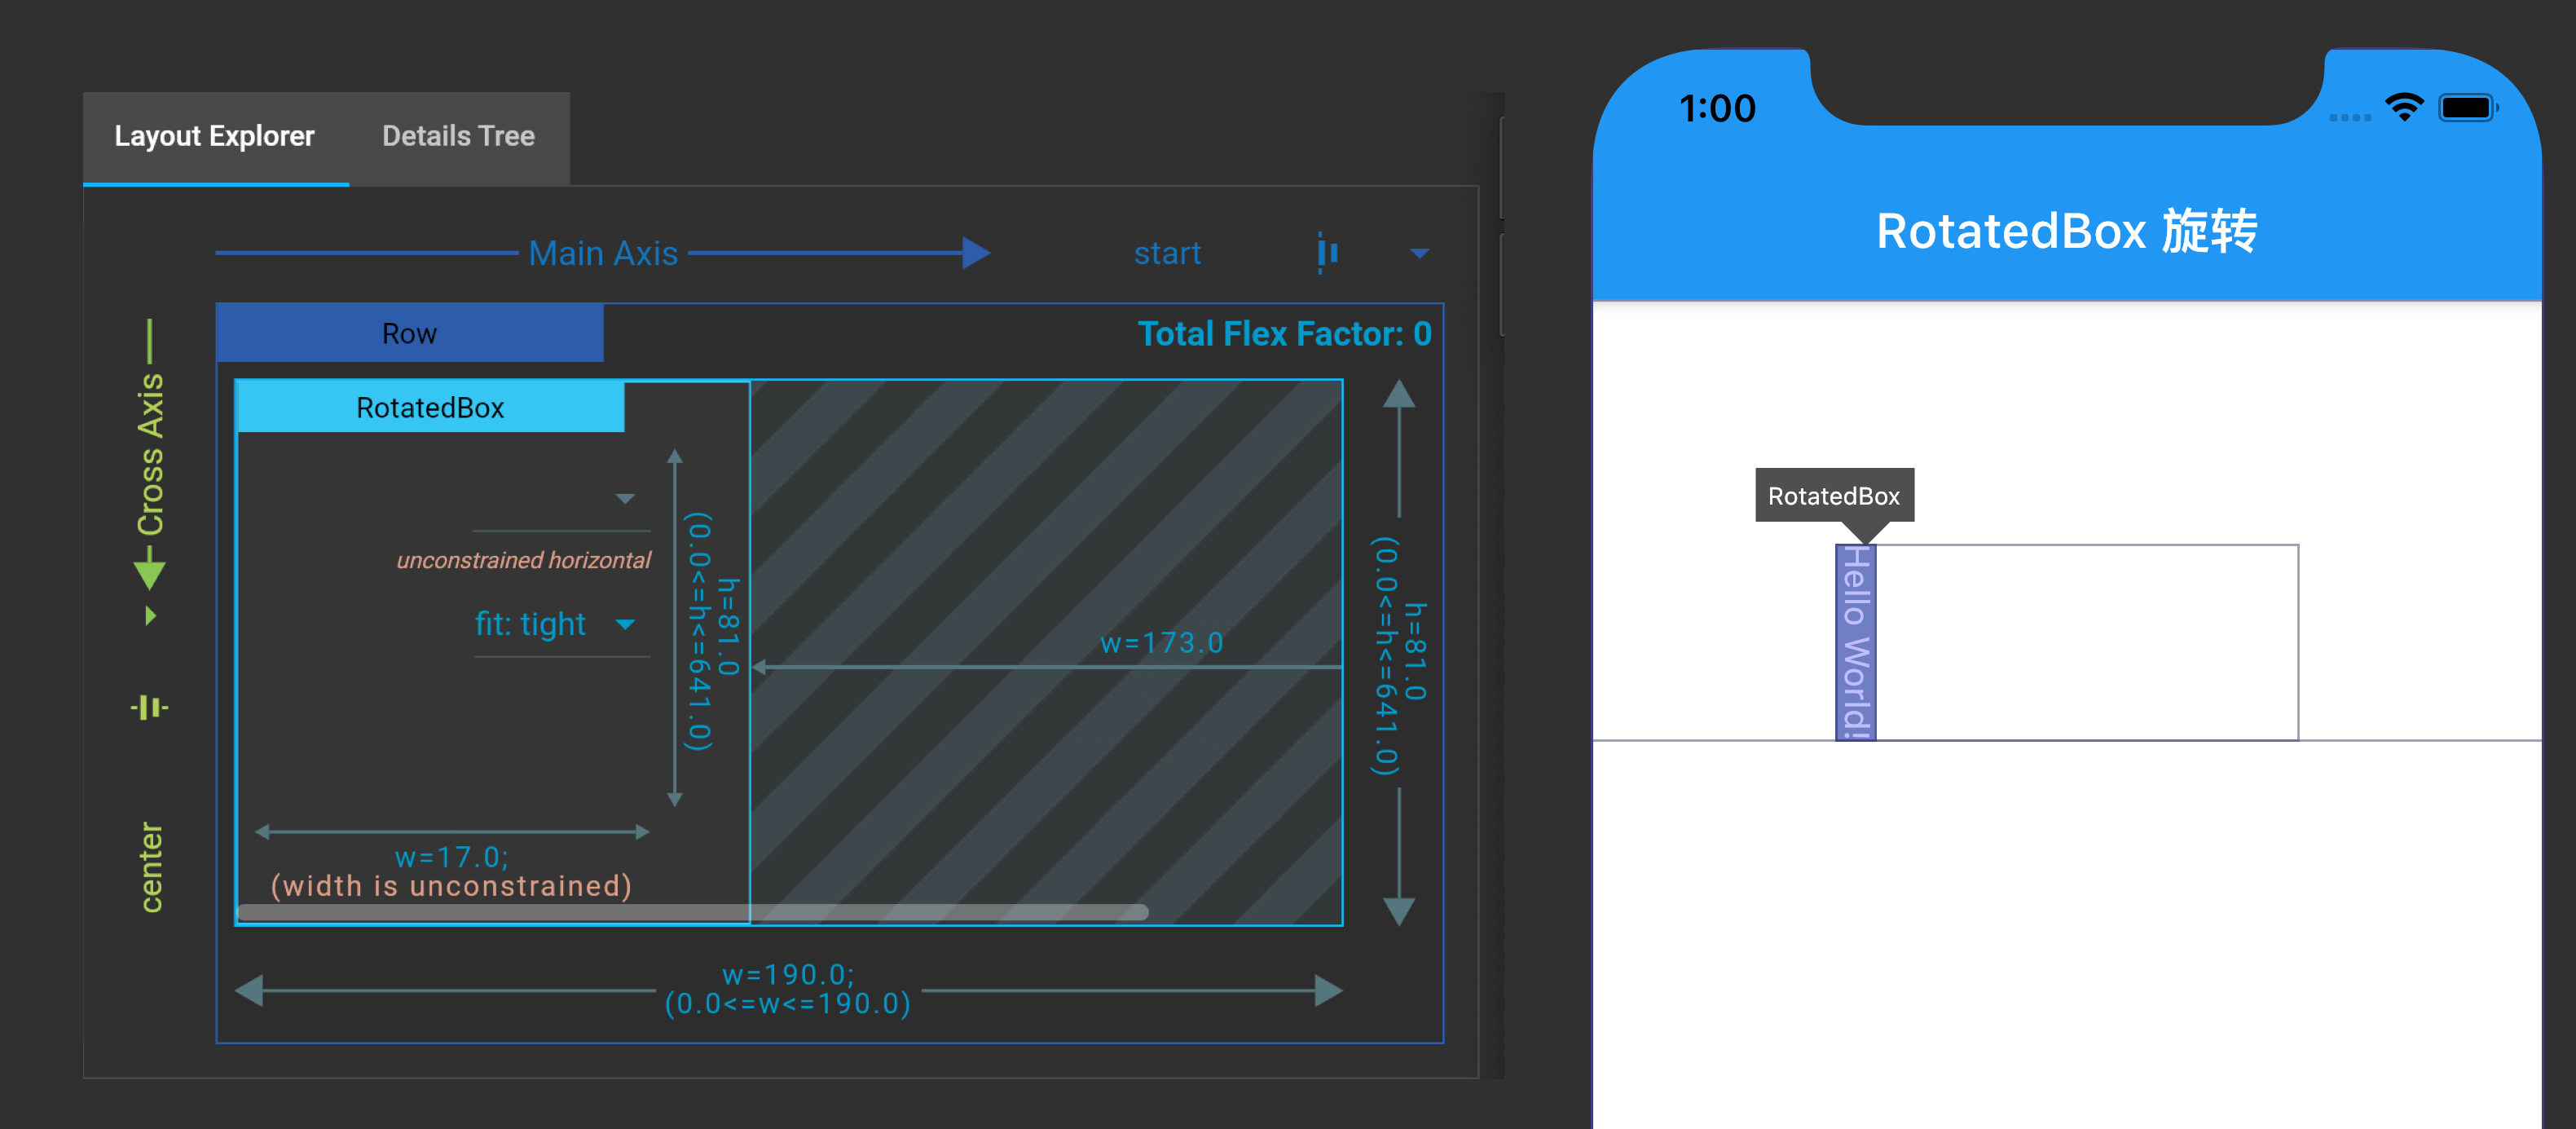 Layout Explorer
Details Tree
Main Axis
start
Cross Axis
center
Row
Total Flex Factor: 0
RotatedBox
unconstrained horizontal
fit: tight
h=81.0
(0.0<=h<=641.0)
w=17.0;
(width is unconstrained)
w=173.0
h=81.0
(0.0<=h<=641.0)
w=190.0;
(0.0<=w<=190.0)
1:00
RotatedBox 旋转
RotatedBox
Hello World!